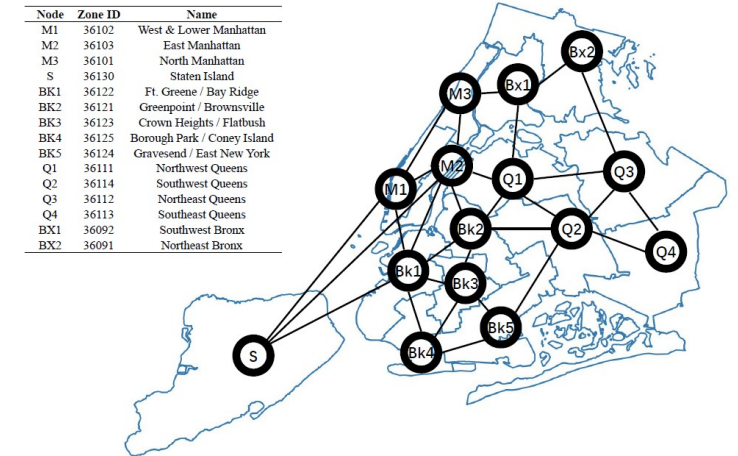 Node Zone ID Name
M1 36102 West & Lower Manhattan
M2 36103 East Manhattan
M3 36101 North Manhattan
S 36130 Staten Island
BK1 36122 Ft. Greene / Bay Ridge
BK2 36121 Greenpoint / Brownsville
BK3 36123 Crown Heights / Flatbush
BK4 36125 Borough Park / Coney Island
BK5 36124 Gravesend / East New York
Q1 36111 Northwest Queens
Q2 36114 Southwest Queens
Q3 36112 Northeast Queens
Q4 36113 Southeast Queens
BX1 36092 Southwest Bronx
BX2 36091 Northeast Bronx
Bx2
Bx1
M3
M2
Q1
Q3
M1
Bk2
Q2
Q4
Bk1
Bk3
Bk5
Bk4
S